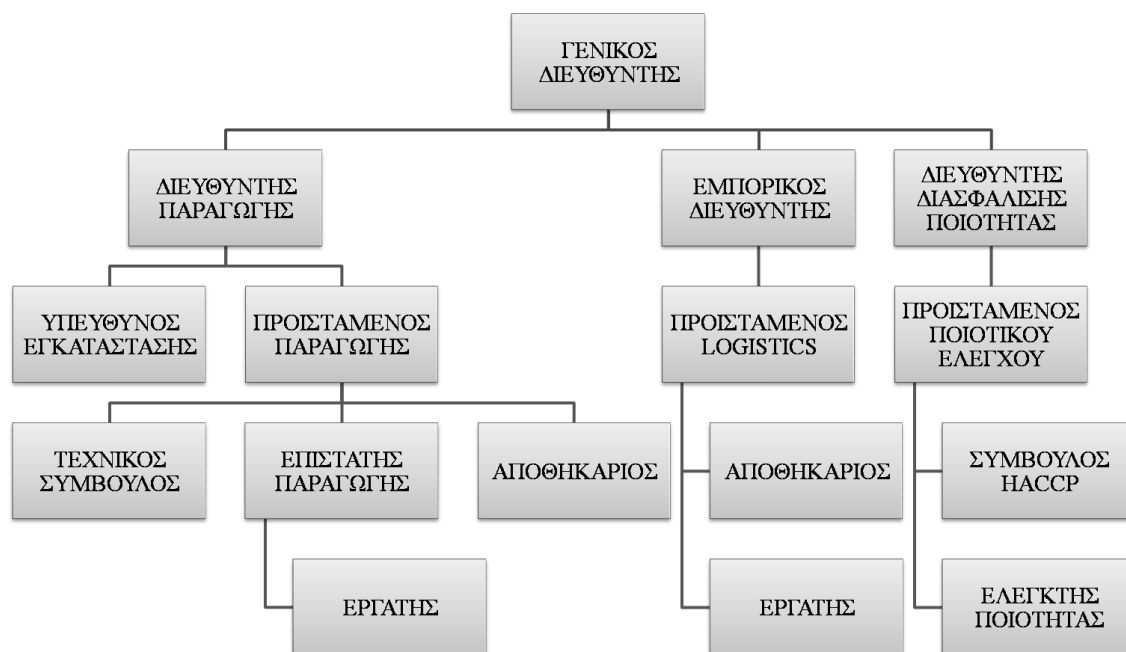 ΓΕΝΙΚΟΣ
ΔΙΕΥΘΥΝΤΗΣ
ΔΙΕΥΘΥΝΤΗΣ
ΠΑΡΑΓΩΓΗΣ
ΕΜΠΟΡΙΚΟΣ
ΔΙΕΥΘΥΝΤΗΣ
ΔΙΕΥΘΥΝΤΗΣ
ΔΙΑΣΦΑΛΙΣΗΣ
ΠΟΙΟΤΗΤΑΣ
ΥΠΕΥΘΥΝΟΣ
ΕΓΚΑΤΑΣΤΑΣΗΣ
ΠΡΟΙΣΤΑΜΕΝΟΣ
ΠΑΡΑΓΩΓΗΣ
ΠΡΟΙΣΤΑΜΕΝΟΣ
LOGISTICS
ΠΡΟΙΣΤΑΜΕΝΟΣ
ΠΟΙΟΤΙΚΟΥ
ΕΛΕΓΧΟΥ
ΤΕΧΝΙΚΟΣ
ΣΥΜΒΟΥΛΟΣ
ΕΠΙΣΤΑΤΗΣ
ΠΑΡΑΓΩΓΗΣ
ΑΠΟΘΗΚΑΡΙΟΣ
ΑΠΟΘΗΚΑΡΙΟΣ
ΣΥΜΒΟΥΛΟΣ
HACCP
ΕΡΓΑΤΗΣ
ΕΡΓΑΤΗΣ
ΕΛΕΓΚΤΗΣ
ΠΟΙΟΤΗΤΑΣ